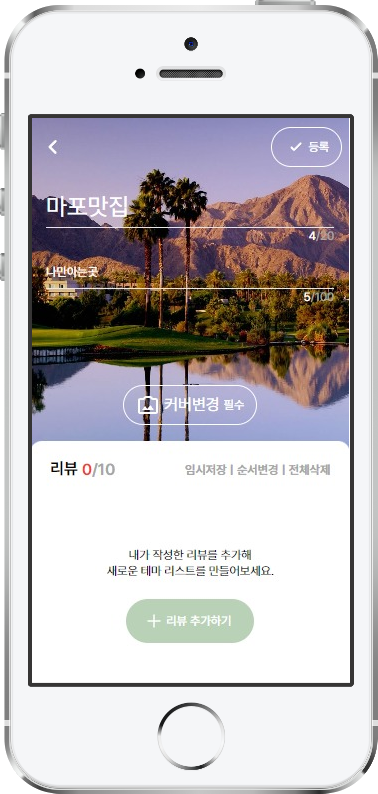 등록
마포맛집
4/20
나만아는곳
5/100
커버변경 필수
리뷰 0/10 임시저장 | 순서변경 | 전체삭제
내가 작성한 리뷰를 추가해
새로운 테마 리스트를 만들어보세요.
+ 리뷰 추가하기